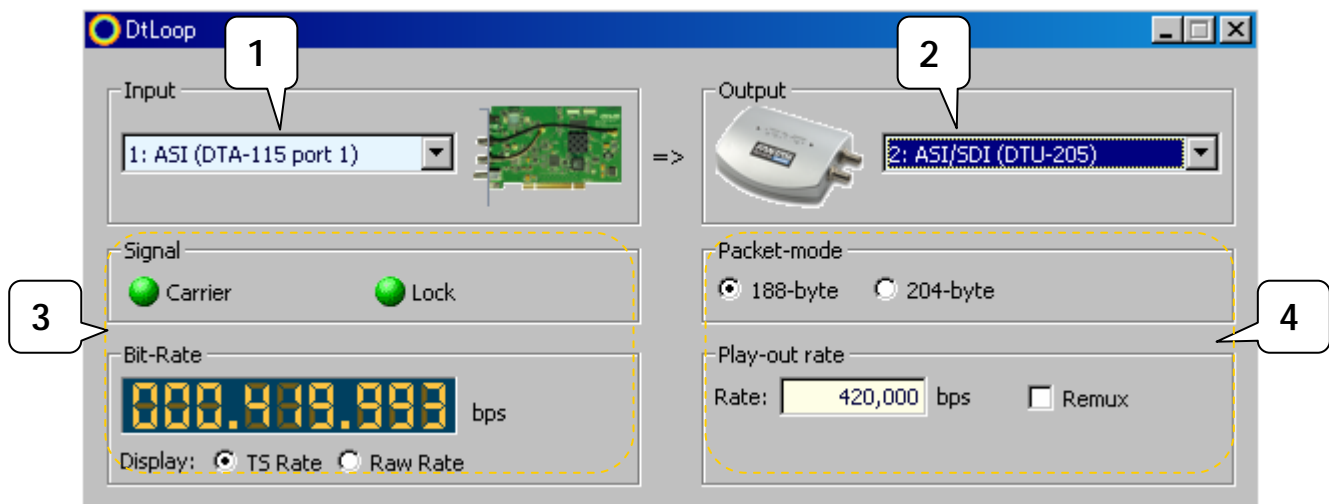 DtLoop
1
2
Input
1: ASI (DTA-115 port 1)
=>
Output
2: ASI/SDI (DTU-205)
Signal
Carrier
Lock
Packet-mode
188-byte
204-byte
3
4
Bit-Rate
000.419.993 bps
Display: TS Rate Raw Rate
Play-out rate
Rate: 420,000 bps
Remux